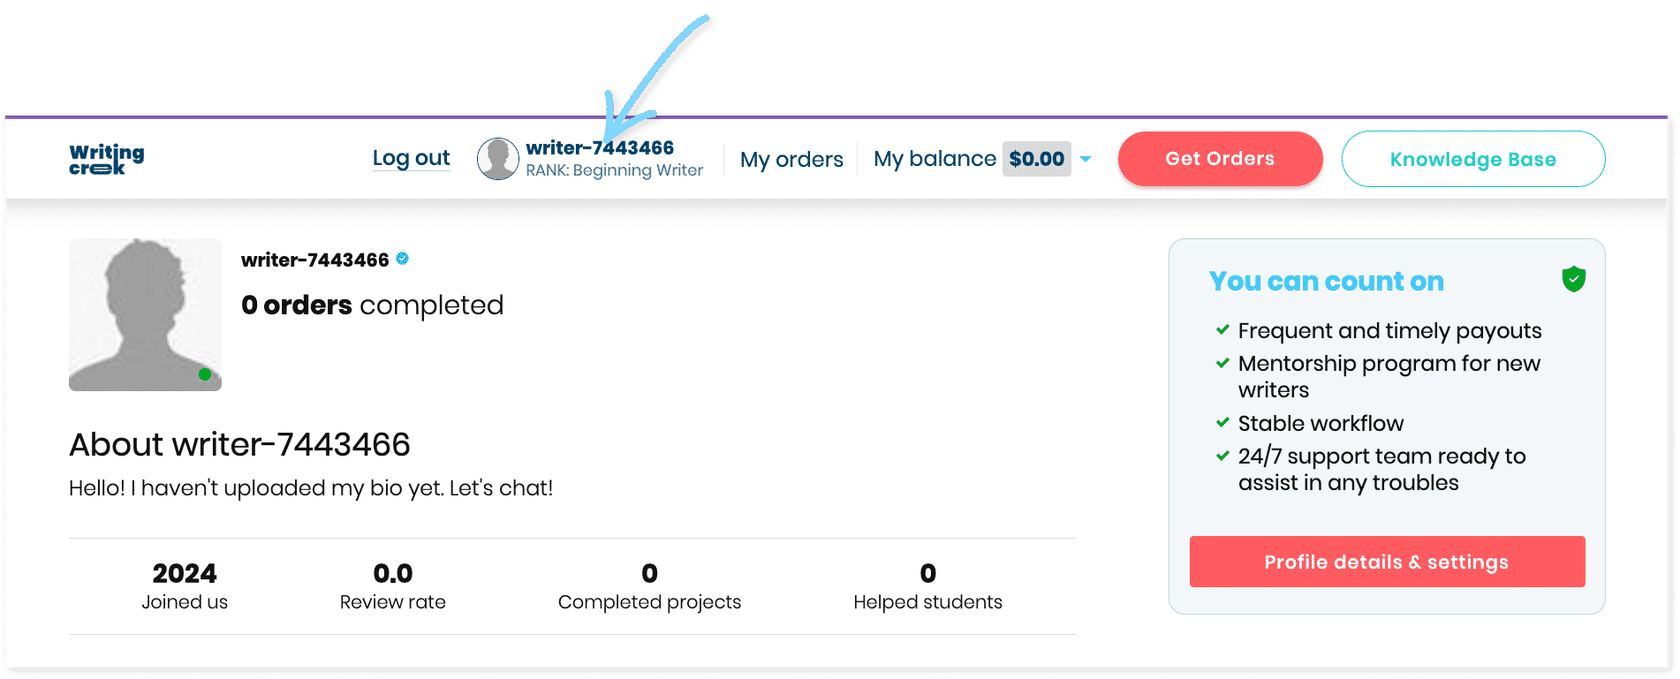 Writing
creek
Log out
writer-7443466
RANK: Beginning Writer
My orders
My balance $0.00
Get Orders
Knowledge Base
writer-7443466
0 orders completed
About writer-7443466
Hello! I haven't uploaded my bio yet. Let's chat!
2024
Joined us
0.0
Review rate
0
Completed projects
0
Helped students
You can count on
Frequent and timely payouts
Mentorship program for new
writers
Stable workflow
24/7 support team ready to
assist in any troubles
Profile details & settings